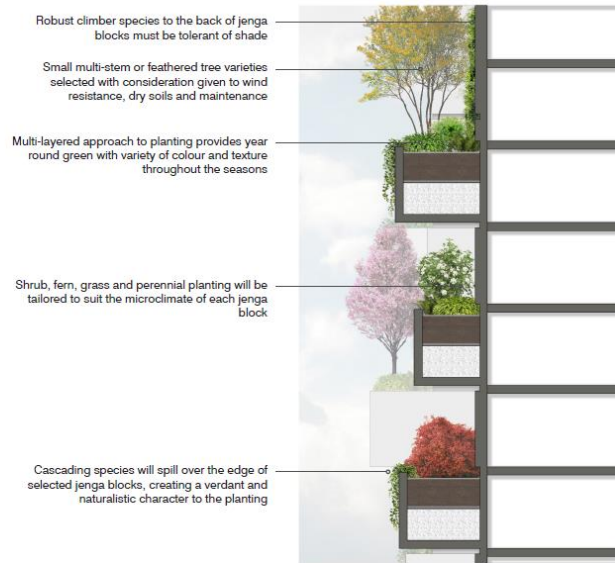 Robust climber species to the back of jenga
blocks must be tolerant of shade
Small multi-stem or feathered tree varieties
selected with consideration given to wind
resistance, dry soils and maintenance
Multi-layered approach to planting provides year
round green with variety of colour and texture
throughout the seasons
Shrub, fern, grass and perennial planting will be
tailored to suit the microclimate of each jenga
block
Cascading species will spill over the edge of
selected jenga blocks, creating a verdant and
naturalistic character to the planting